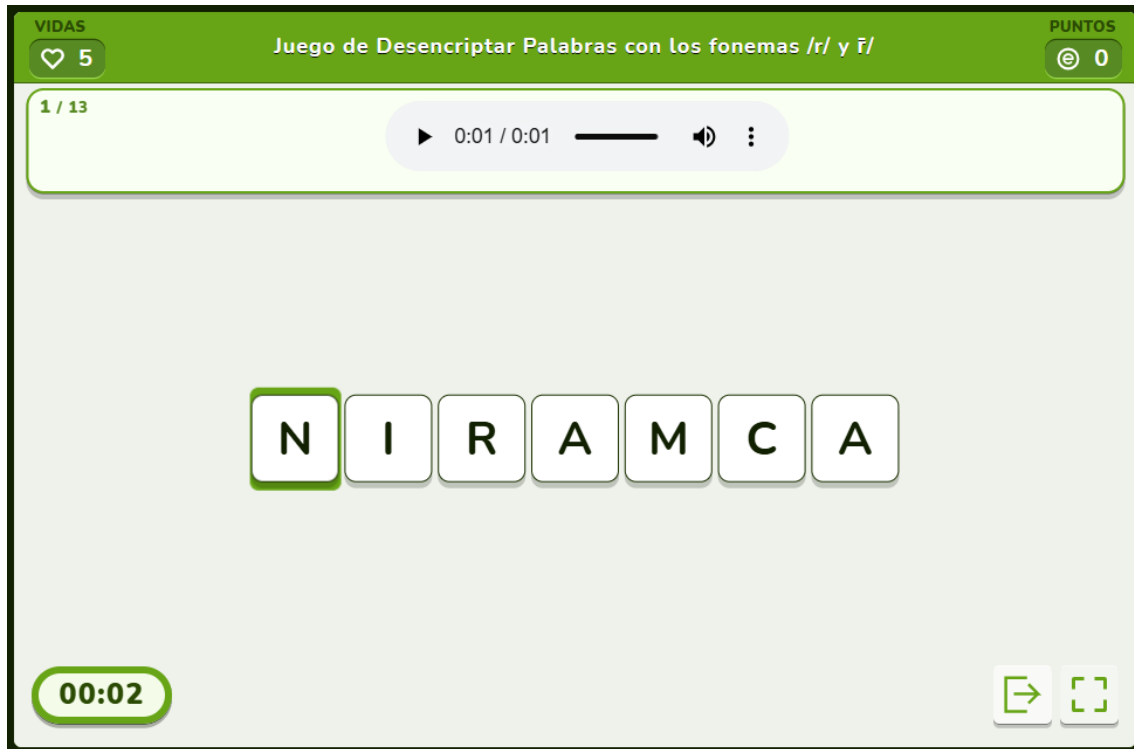 VIDAS
5
Juego de Desencriptar Palabras con los fonemas /r/ y r̄/
PUNTOS
0
1 / 13
0:01 / 0:01
N I R A M C A
00:02